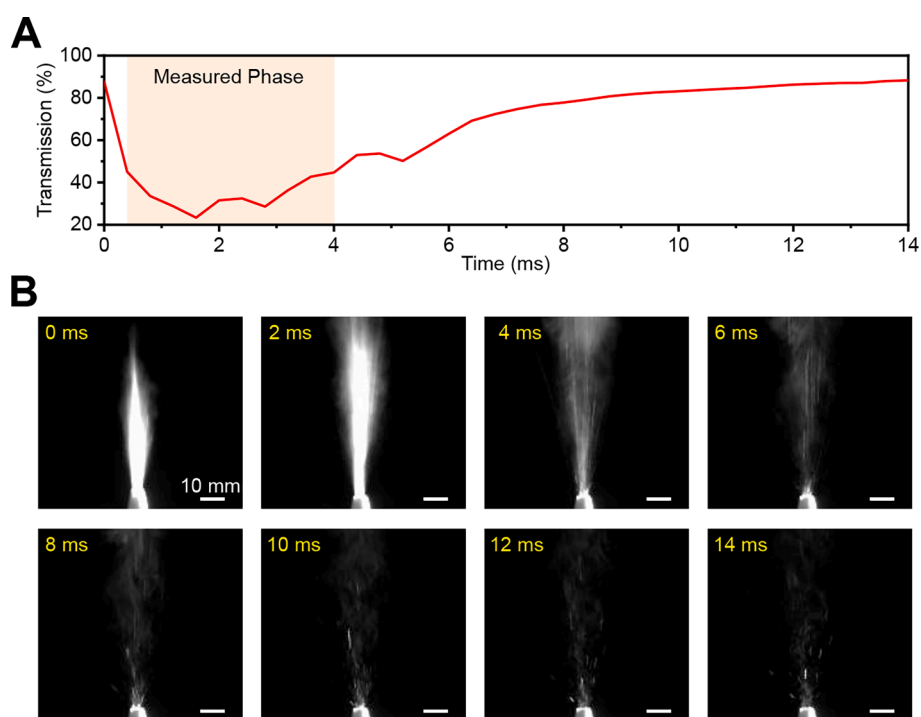 A
Transmission (%)
100
80
60
40
20
Measured Phase
0 2 4 6 8 10 12 14
Time (ms)
B
0 ms
10 mm
2 ms
4 ms
6 ms
8 ms
10 ms
12 ms
14 ms